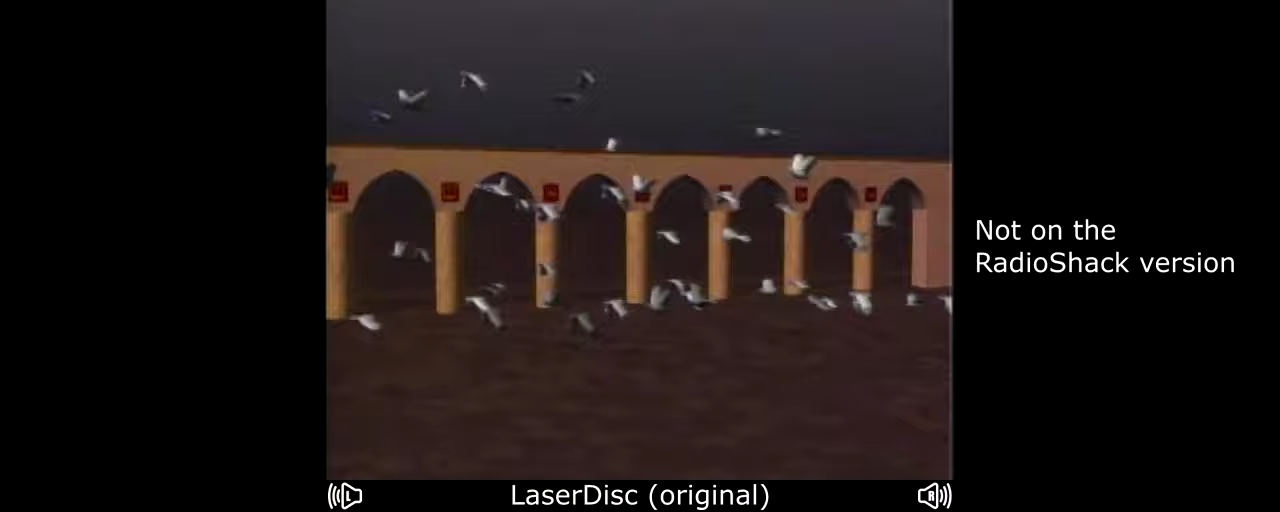 Not on the
RadioShack version
L
LaserDisc (original)
R